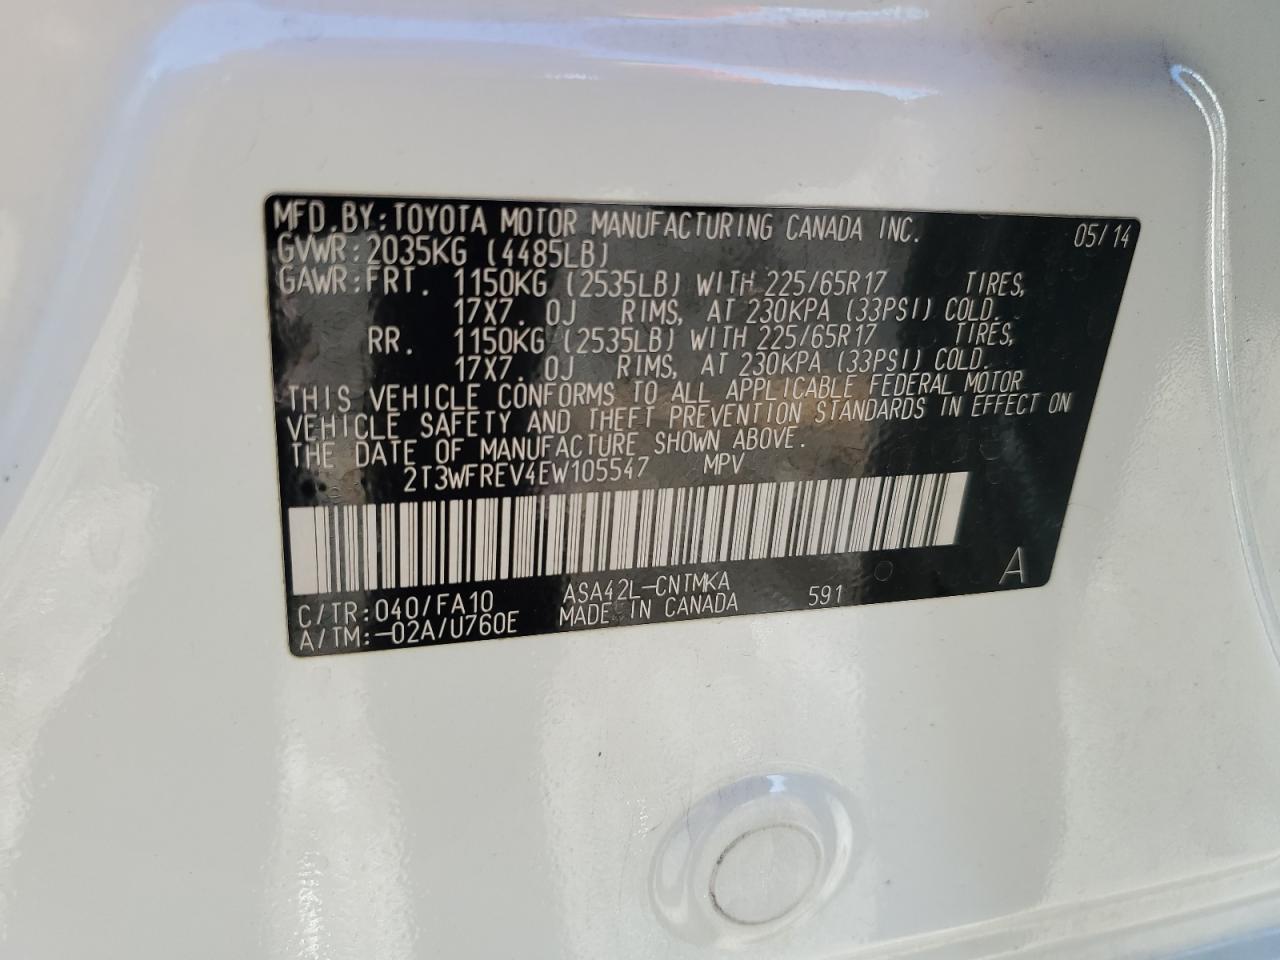 MFD.BY:TOYOTA MOTOR MANUFACTURING CANADA INC. 05/14
GVWR:2035KG (4485LB)
GAWR:FRT. 1150KG (2535LB) WITH 225/65R17 TIRES,
17X7.0J RIMS, AT 230KPA (33PSI) COLD.
RR. 1150KG (2535LB) WITH 225/65R17 TIRES,
17X7.0J RIMS, AT 230KPA (33PSI) COLD.
THIS VEHICLE CONFORMS TO ALL APPLICABLE FEDERAL MOTOR
VEHICLE SAFETY AND THEFT PREVENTION STANDARDS IN EFFECT ON
THE DATE OF MANUFACTURE SHOWN ABOVE.
2T3WFREV4EW105547 MPV
A
C/TR:040/FA10 ASA42L-CNTMKA 591
A/TM:-02A/U760E MADE IN CANADA